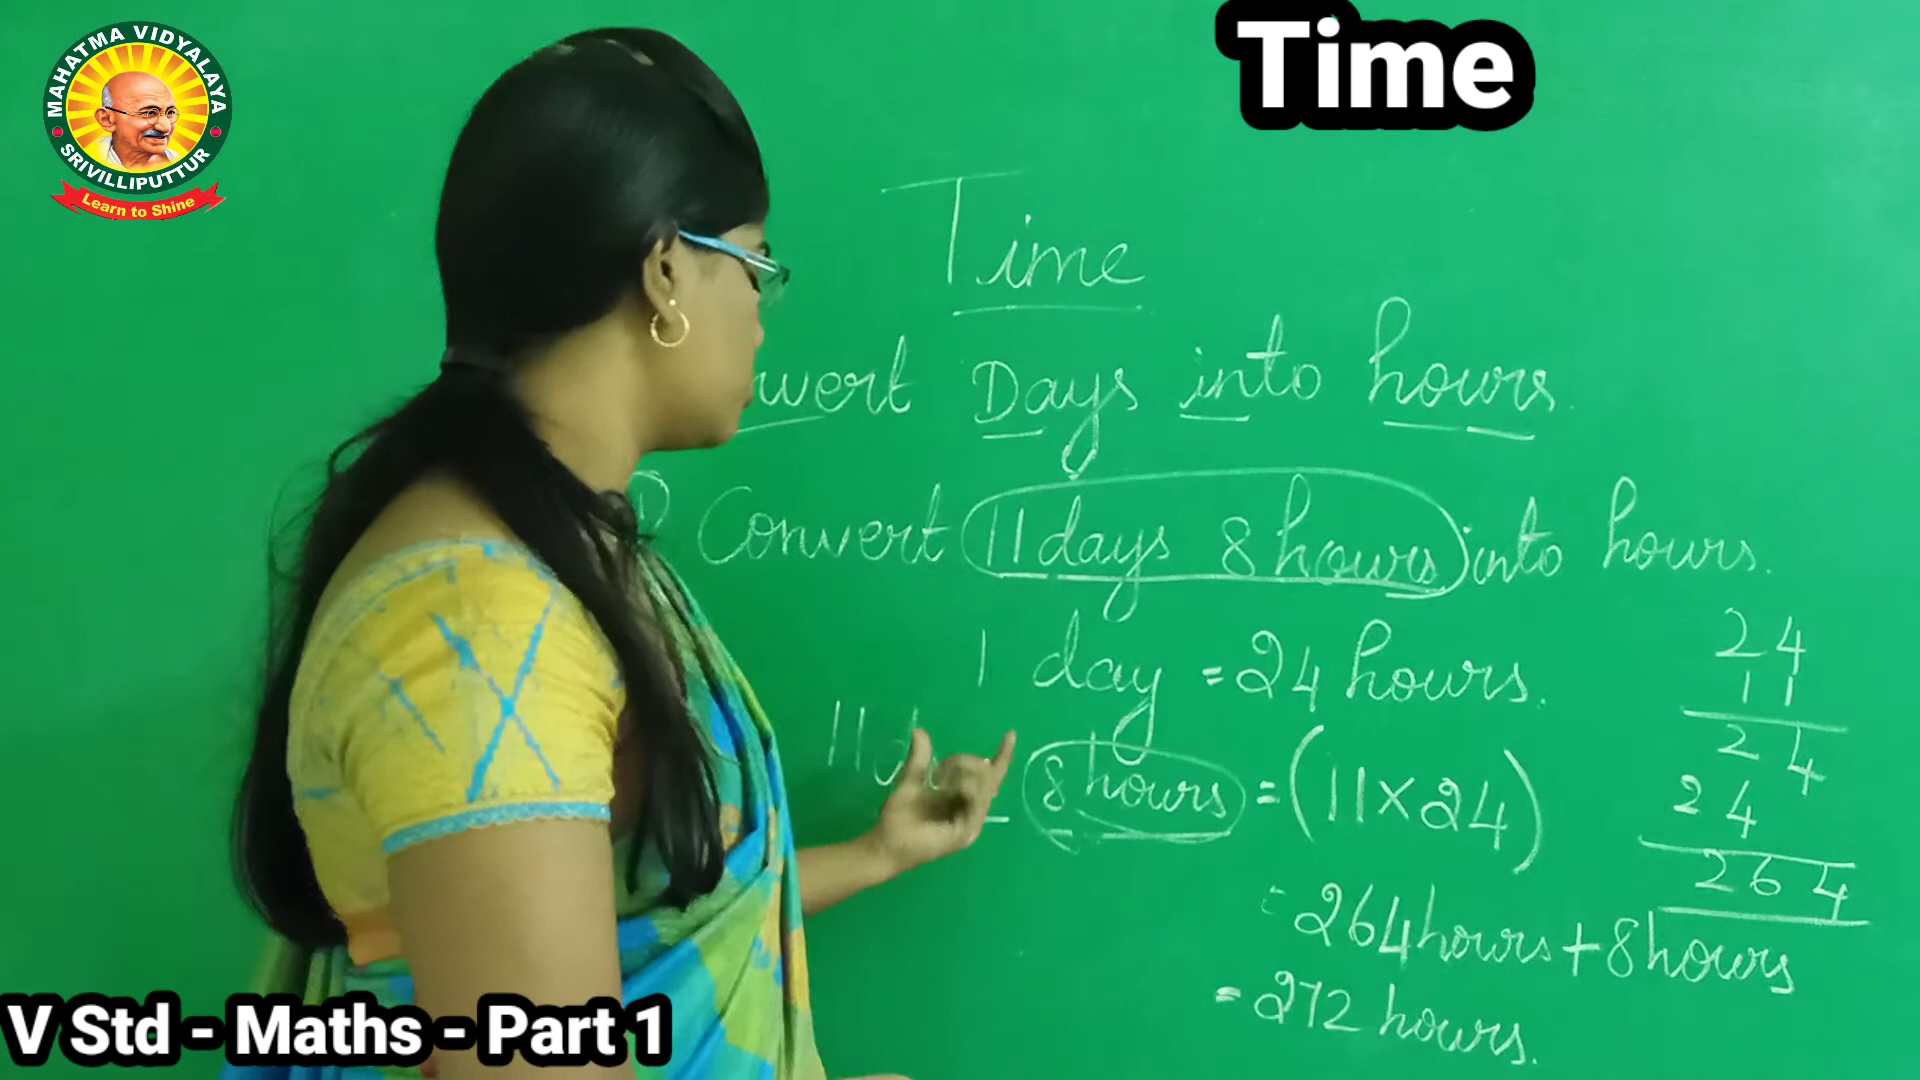 MAHATMA VIDYALAYA
SRIVILLIPUTTUR
Learn to Shine
Time
Time
Days into hours.
1) Convert 11 days 8 hours into hours.
1 day = 24 hours.
11 8 hours = (11 × 24)
= 264 hours + 8 hours
= 272 hours.
24
11
24
24
264
V Std - Maths - Part 1